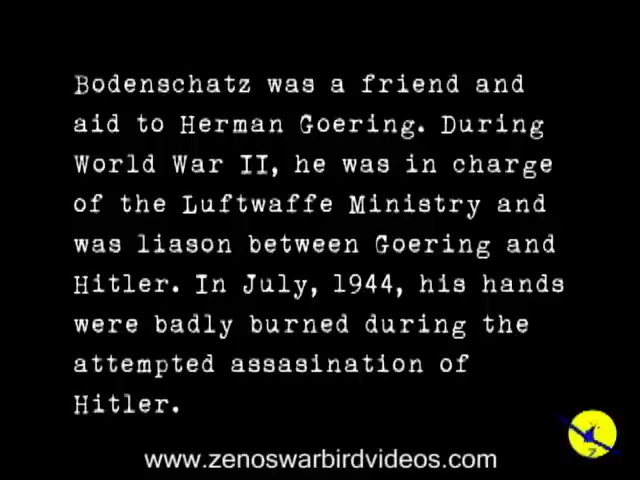 Bodenschatz was a friend and
aid to Herman Goering. During
World War II, he was in charge
of the Luftwaffe Ministry and
was liason between Goering and
Hitler. In July, 1944, his hands
were badly burned during the
attempted assasination of
Hitler.
Z
www.zenoswarbirdvideos.com